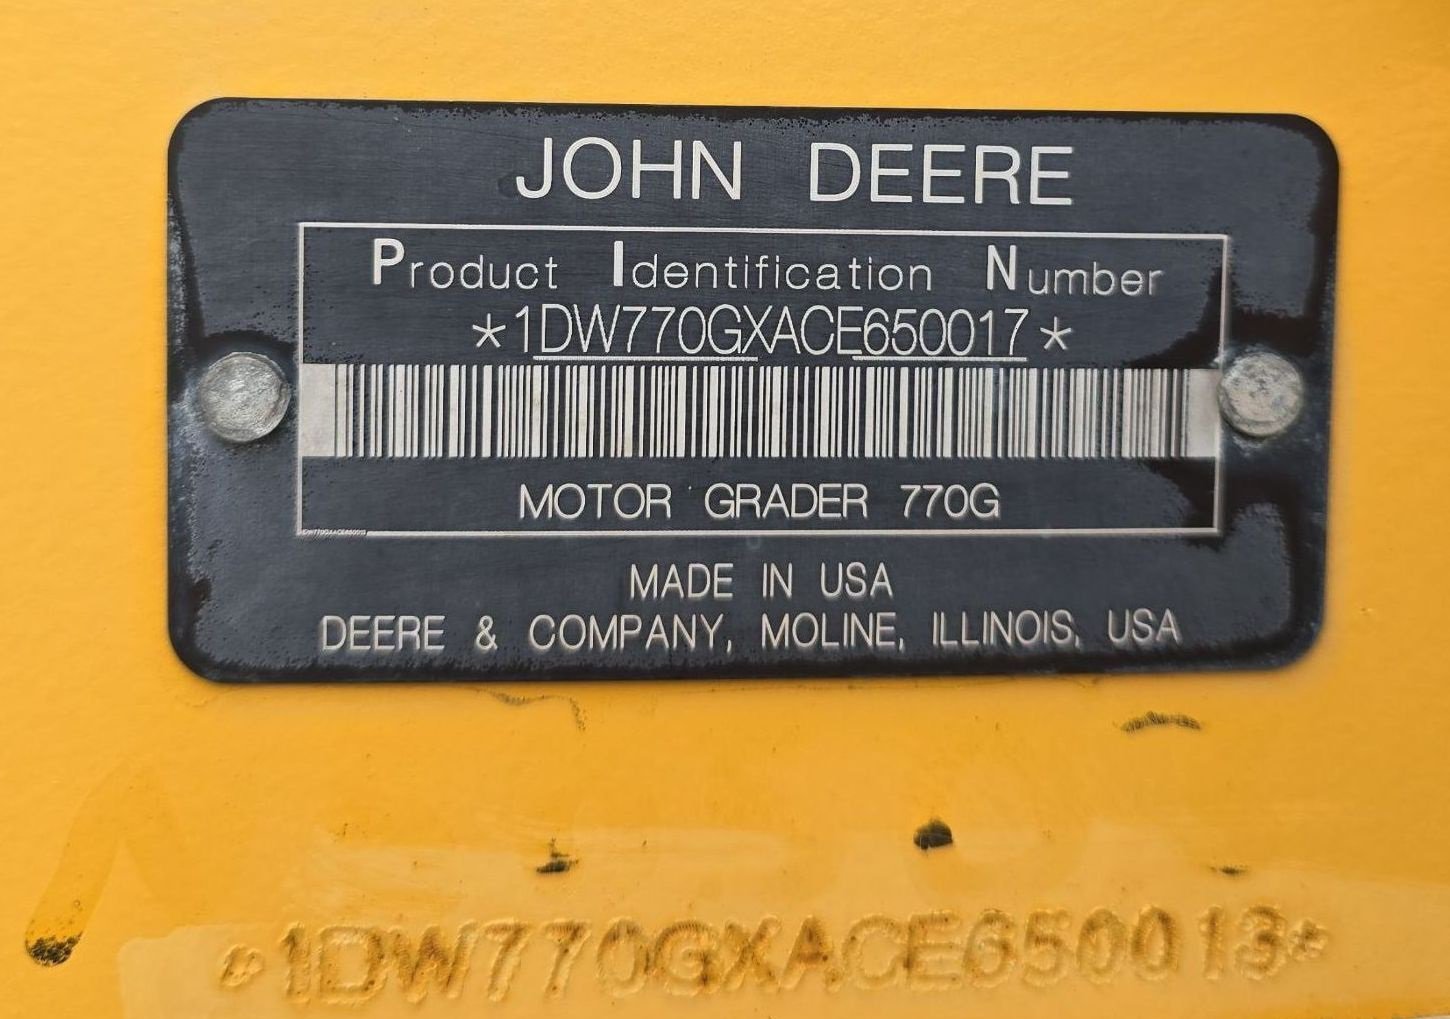 JOHN DEERE
Product Identification Number
*1DW770GXACE650017*
MOTOR GRADER 770G
MADE IN USA
DEERE & COMPANY, MOLINE, ILLINOIS, USA
*1DW770GXACE650013*